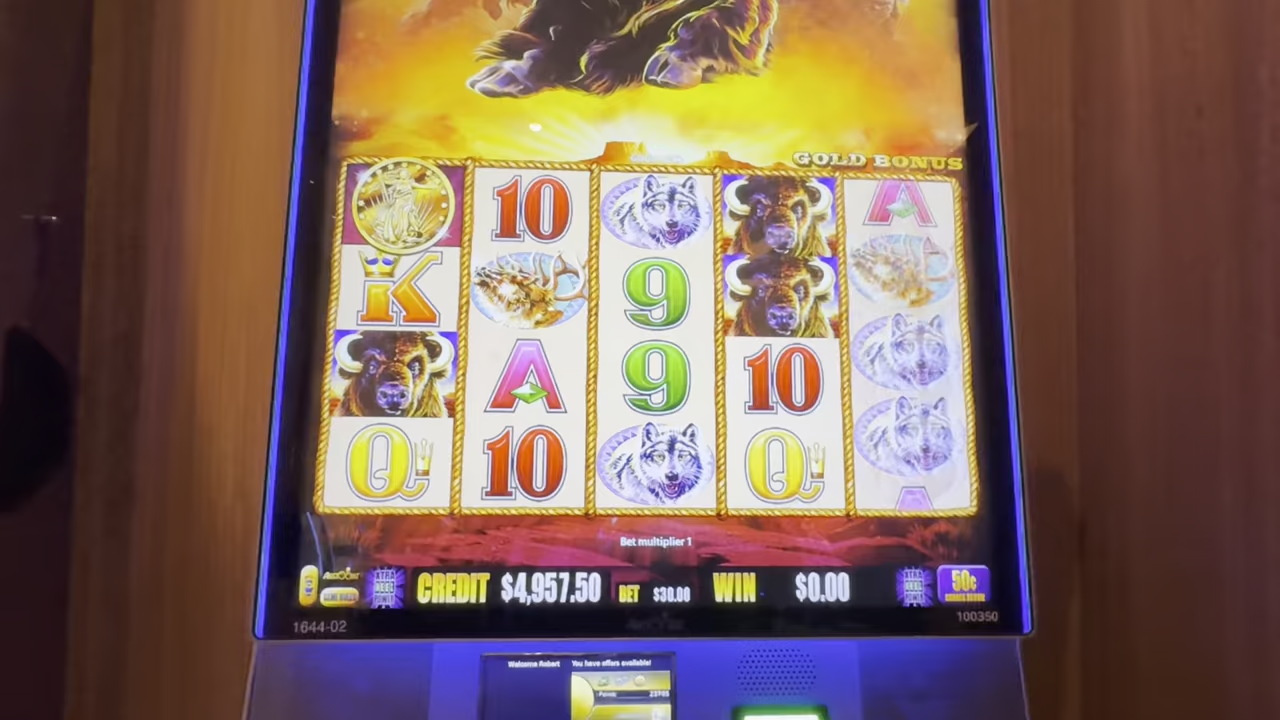 GOLD BONUS
10
A
9
K
A
9
10
Q
10
Q
A
Bet multiplier 1
CREDIT $4,957.50 BET $30.00 WIN $0.00
50¢
1644-02
100350
Welcome Robert You have offers available!
Points: